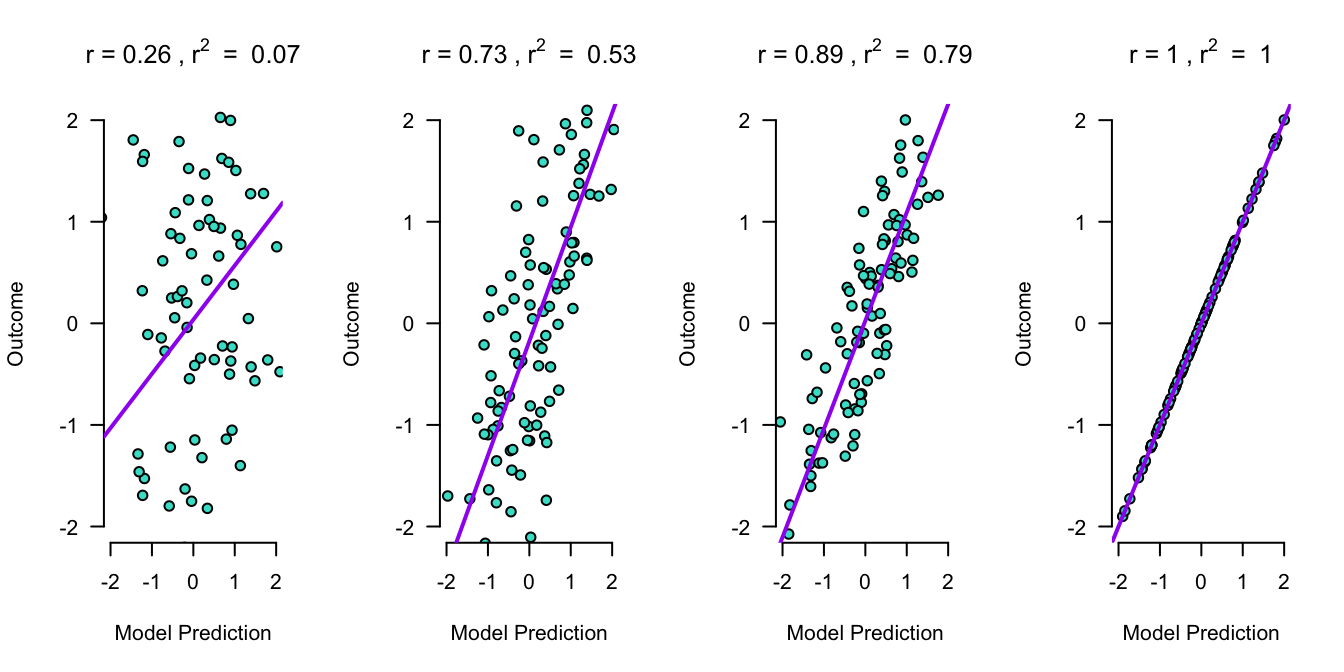 r = 0.26 , r² = 0.07
Outcome
2
1
0
-1
-2
-2 -1 0 1 2
Model Prediction
r = 0.73 , r² = 0.53
Outcome
2
1
0
-1
-2
-2 -1 0 1 2
Model Prediction
r = 0.89 , r² = 0.79
Outcome
2
1
0
-1
-2
-2 -1 0 1 2
Model Prediction
r = 1 , r² = 1
Outcome
2
1
0
-1
-2
-2 -1 0 1 2
Model Prediction